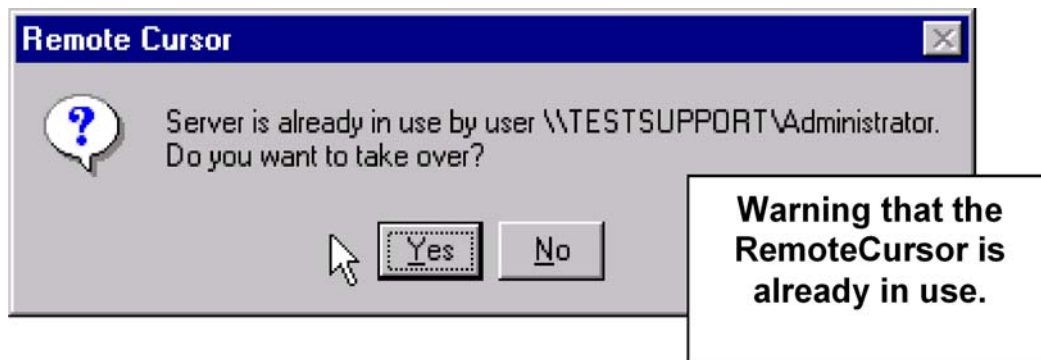 Remote Cursor
Server is already in use by user \\TESTSUPPORT\Administrator.
Do you want to take over?
Yes
No
Warning that the
RemoteCursor is
already in use.